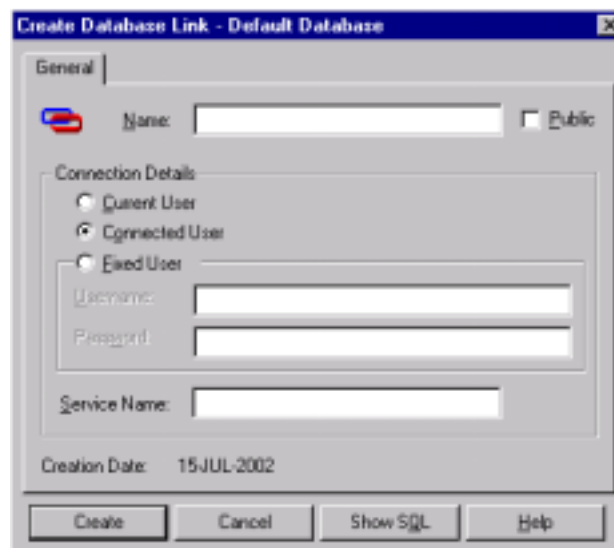 Create Database Link - Default Database
General
Name:
Public
Connection Details
Current User
Connected User
Fixed User
Username:
Password:
Service Name:
Creation Date: 15-JUL-2002
Create Cancel Show SQL Help